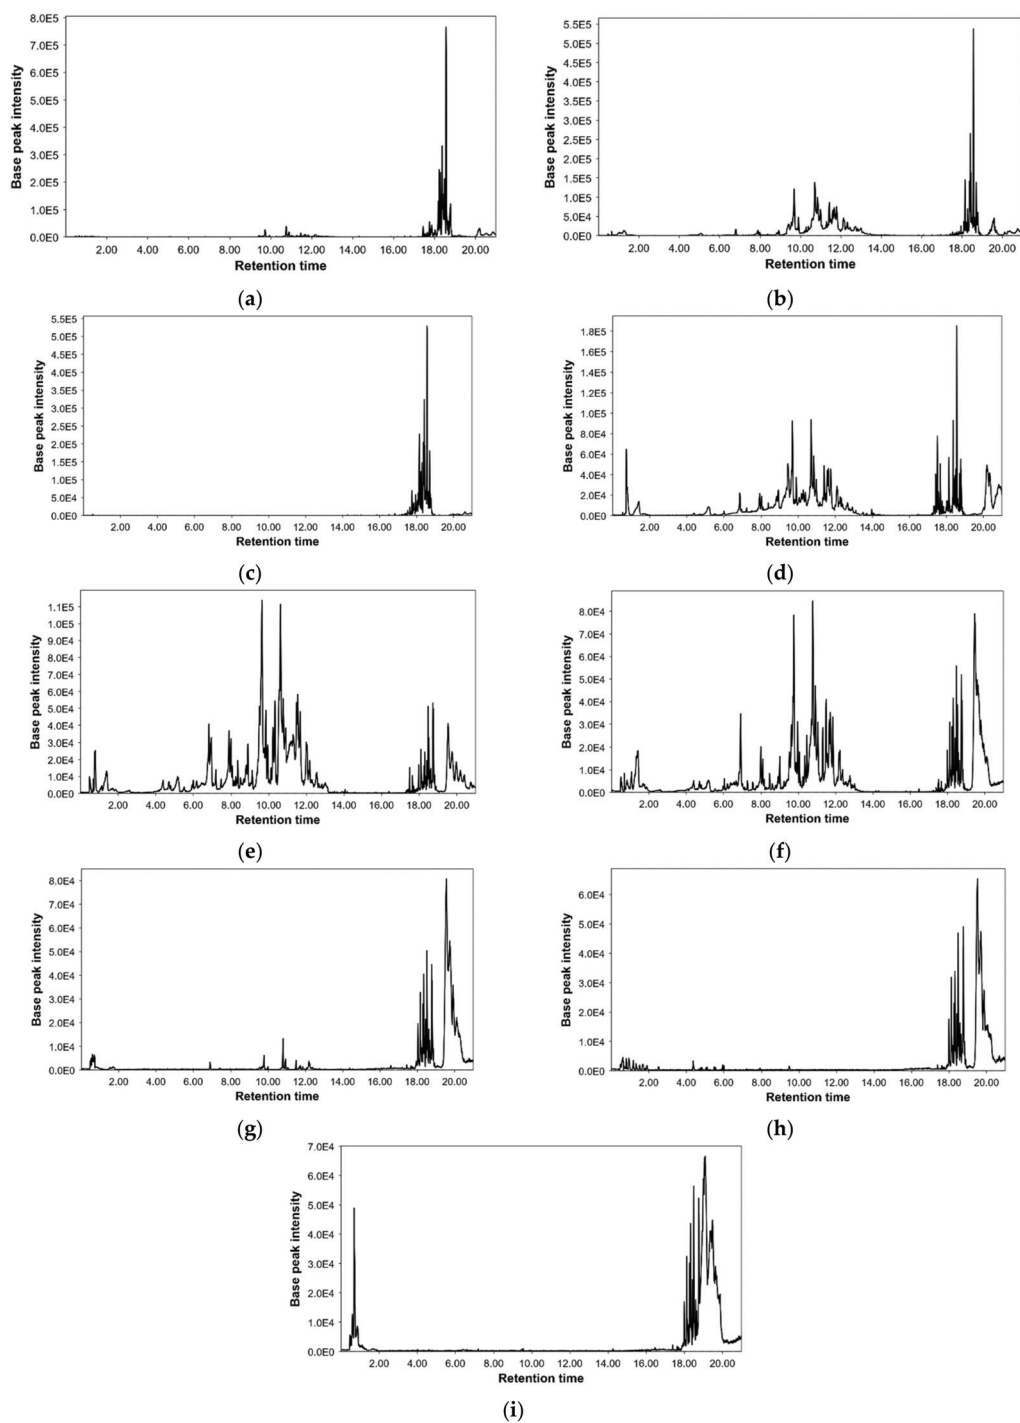 8.0E5
7.0E5
6.0E5
5.0E5
4.0E5
3.0E5
2.0E5
1.0E5
0.0E0
Base peak intensity
2.00 4.00 6.00 8.00 10.00 12.00 14.00 16.00 18.00 20.00
Retention time
(a)
5.5E5
5.0E5
4.5E5
4.0E5
3.5E5
3.0E5
2.5E5
2.0E5
1.5E5
1.0E5
5.0E4
0.0E0
Base peak intensity
2.00 4.00 6.00 8.00 10.00 12.00 14.00 16.00 18.00 20.00
Retention time
(b)
5.5E5
5.0E5
4.5E5
4.0E5
3.5E5
3.0E5
2.5E5
2.0E5
1.5E5
1.0E5
5.0E4
0.0E0
Base peak intensity
2.00 4.00 6.00 8.00 10.00 12.00 14.00 16.00 18.00 20.00
Retention time
(c)
1.8E5
1.6E5
1.4E5
1.2E5
1.0E5
8.0E4
6.0E4
4.0E4
2.0E4
0.0E0
Base peak intensity
2.00 4.00 6.00 8.00 10.00 12.00 14.00 16.00 18.00 20.00
Retention time
(d)
1.1E5
1.0E5
9.0E4
8.0E4
7.0E4
6.0E4
5.0E4
4.0E4
3.0E4
2.0E4
1.0E4
0.0E0
Base peak intensity
2.00 4.00 6.00 8.00 10.00 12.00 14.00 16.00 18.00 20.00
Retention time
(e)
8.0E4
7.0E4
6.0E4
5.0E4
4.0E4
3.0E4
2.0E4
1.0E4
0.0E0
Base peak intensity
2.00 4.00 6.00 8.00 10.00 12.00 14.00 16.00 18.00 20.00
Retention time
(f)
8.0E4
7.0E4
6.0E4
5.0E4
4.0E4
3.0E4
2.0E4
1.0E4
0.0E0
Base peak intensity
2.00 4.00 6.00 8.00 10.00 12.00 14.00 16.00 18.00 20.00
Retention time
(g)
6.0E4
5.0E4
4.0E4
3.0E4
2.0E4
1.0E4
0.0E0
Base peak intensity
2.00 4.00 6.00 8.00 10.00 12.00 14.00 16.00 18.00 20.00
Retention time
(h)
7.0E4
6.0E4
5.0E4
4.0E4
3.0E4
2.0E4
1.0E4
0.0E0
Base peak intensity
2.00 4.00 6.00 8.00 10.00 12.00 14.00 16.00 18.00 20.00
Retention time
(i)